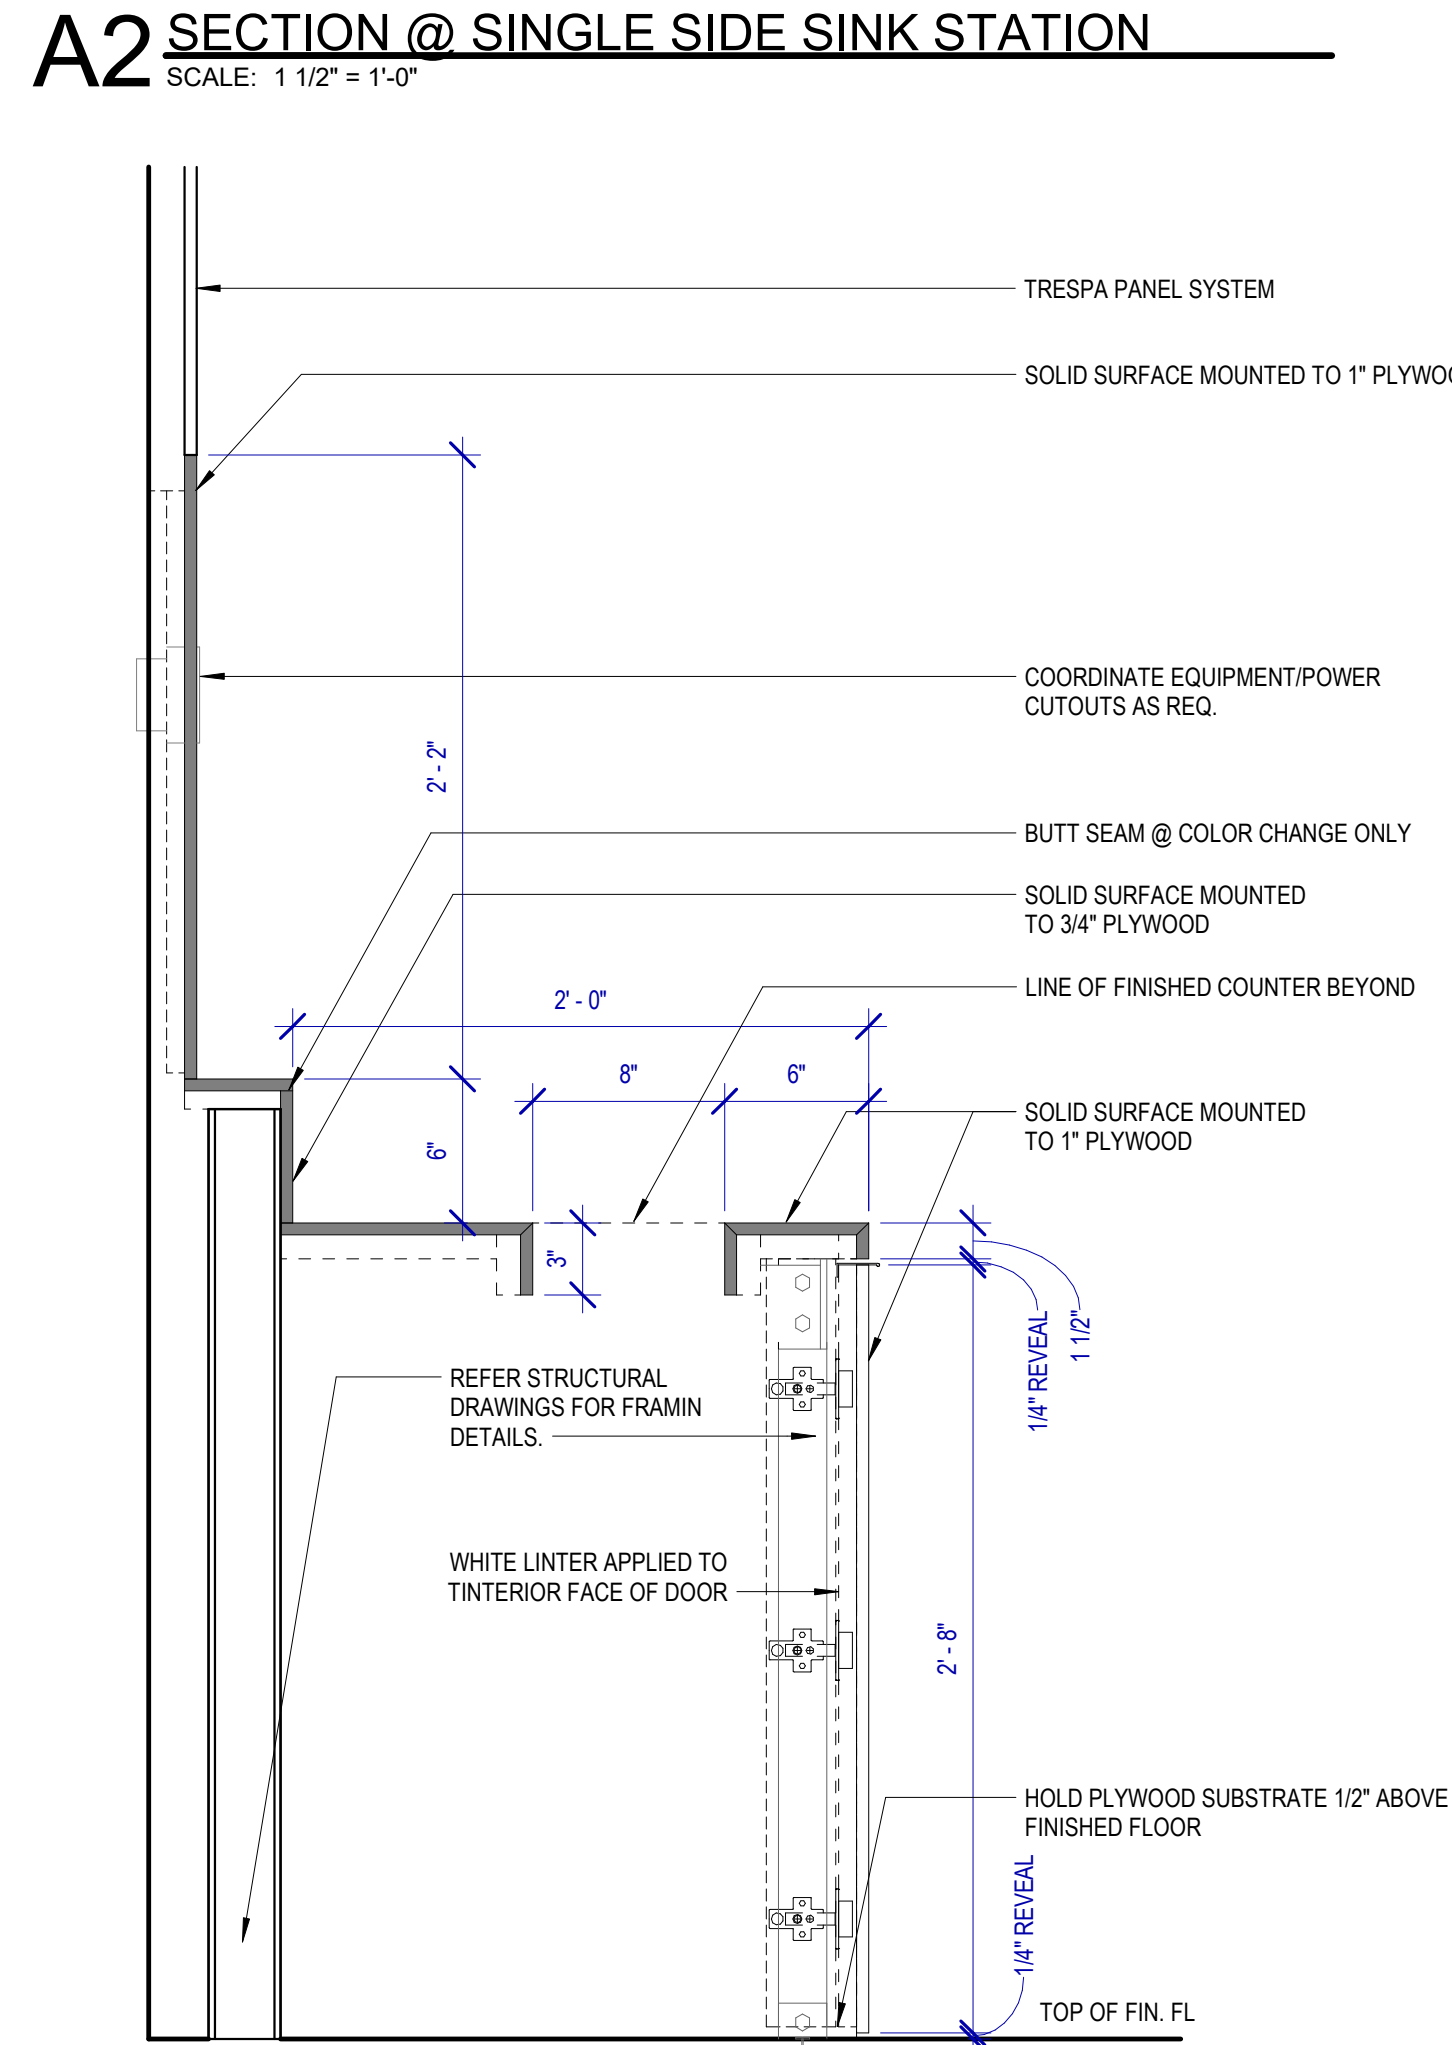 A2 SECTION @ SINGLE SIDE SINK STATION
SCALE: 1 1/2" = 1'-0"
TRESPA PANEL SYSTEM
SOLID SURFACE MOUNTED TO 1"
COORDINATE EQUIPMENT/POWER
CUTOUTS AS REQ.
2' - 2"
BUTT SEAM @ COLOR CHANGE ONLY
SOLID SURFACE MOUNTED
TO 3/4" PLYWOOD
LINE OF FINISHED COUNTER BEYOND
2' - 0"
8"
6"
SOLID SURFACE MOUNTED
TO 1" PLYWOOD
6"
3"
1/4" REVEAL
1 1/2"
REFER STRUCTURAL
DRAWINGS FOR FRAMIN
DETAILS.
WHITE LINTER APPLIED TO
TINTERIOR FACE OF DOOR
2' - 8"
HOLD PLYWOOD SUBSTRATE 1/2" ABOVE
FINISHED FLOOR
1/4" REVEAL
TOP OF FIN. FL